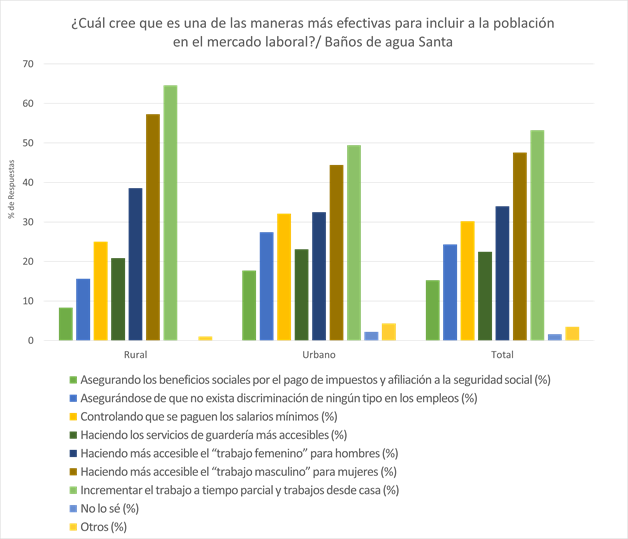 ¿Cuál cree que es una de las maneras más efectivas para incluir a la población
en el mercado laboral?/ Baños de agua Santa
70
60
50
40
30
20
10
0
% de Respuestas
Rural
Urbano
Total
Asegurando los beneficios sociales por el pago de impuestos y afiliación a la seguridad social (%)
Asegurándose de que no exista discriminación de ningún tipo en los empleos (%)
Controlando que se paguen los salarios mínimos (%)
Haciendo los servicios de guardería más accesibles (%)
Haciendo más accesible el “trabajo femenino” para hombres (%)
Haciendo más accesible el “trabajo masculino” para mujeres (%)
Incrementar el trabajo a tiempo parcial y trabajos desde casa (%)
No lo sé (%)
Otros (%)